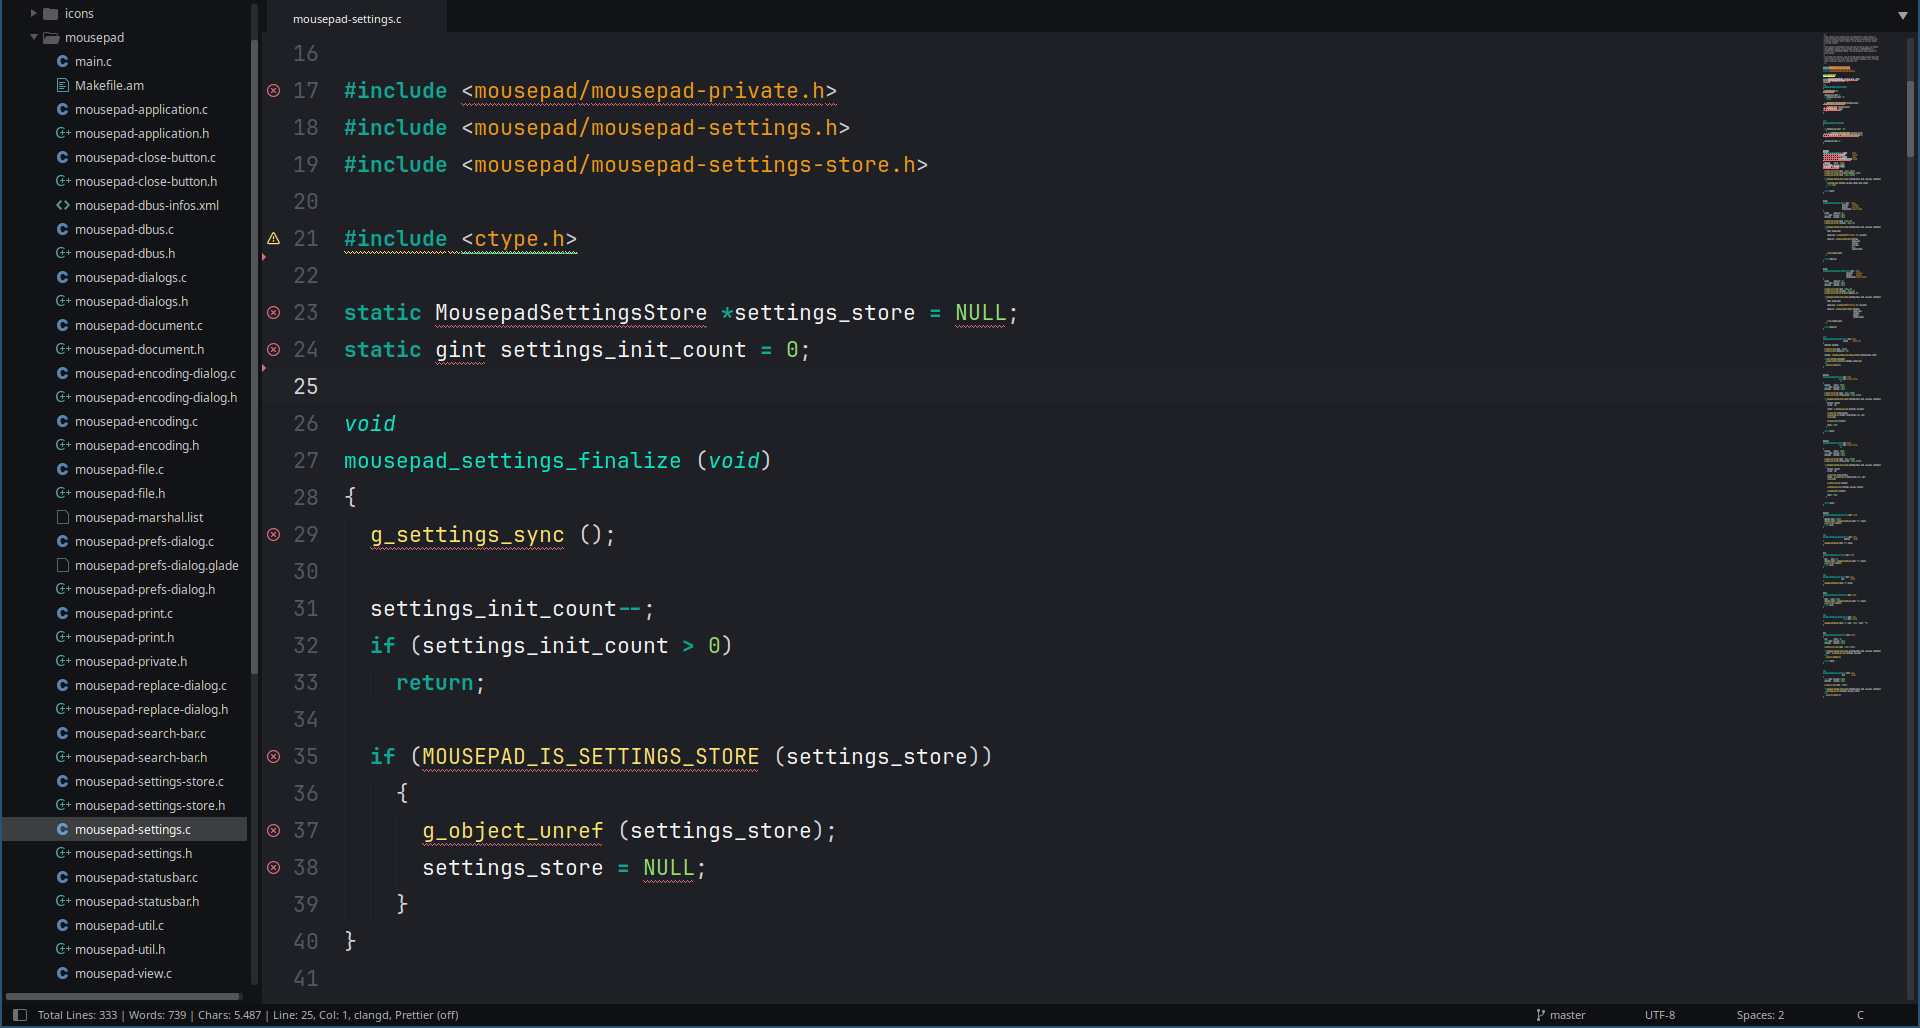 icons
mousepad
main.c
Makefile.am
mousepad-application.c
mousepad-application.h
mousepad-close-button.c
mousepad-close-button.h
mousepad-dbus-infos.xml
mousepad-dbus.c
mousepad-dbus.h
mousepad-dialogs.c
mousepad-dialogs.h
mousepad-document.c
mousepad-document.h
mousepad-encoding-dialog.c
mousepad-encoding-dialog.h
mousepad-encoding.c
mousepad-encoding.h
mousepad-file.c
mousepad-file.h
mousepad-marshal.list
mousepad-prefs-dialog.c
mousepad-prefs-dialog.glade
mousepad-prefs-dialog.h
mousepad-print.c
mousepad-print.h
mousepad-private.h
mousepad-replace-dialog.c
mousepad-replace-dialog.h
mousepad-search-bar.c
mousepad-search-bar.h
mousepad-settings-store.c
mousepad-settings-store.h
mousepad-settings.c
mousepad-settings.h
mousepad-statusbar.c
mousepad-statusbar.h
mousepad-util.c
mousepad-util.h
mousepad-view.c
mousepad-settings.c
16
17 #include <mousepad/mousepad-private.h>
18 #include <mousepad/mousepad-settings.h>
19 #include <mousepad/mousepad-settings-store.h>
20
21 #include <ctype.h>
22
23 static MousepadSettingsStore *settings_store = NULL;
24 static gint settings_init_count = 0;
25
26 void
27 mousepad_settings_finalize (void)
28 {
29   g_settings_sync ();
30
31   settings_init_count--;
32   if (settings_init_count > 0)
33     return;
34
35   if (MOUSEPAD_IS_SETTINGS_STORE (settings_store))
36     {
37       g_object_unref (settings_store);
38       settings_store = NULL;
39     }
40 }
41
Total Lines: 333 | Words: 739 | Chars: 5.487 | Line: 25, Col: 1, clangd, Prettier (off)
master
UTF-8
Spaces: 2
C